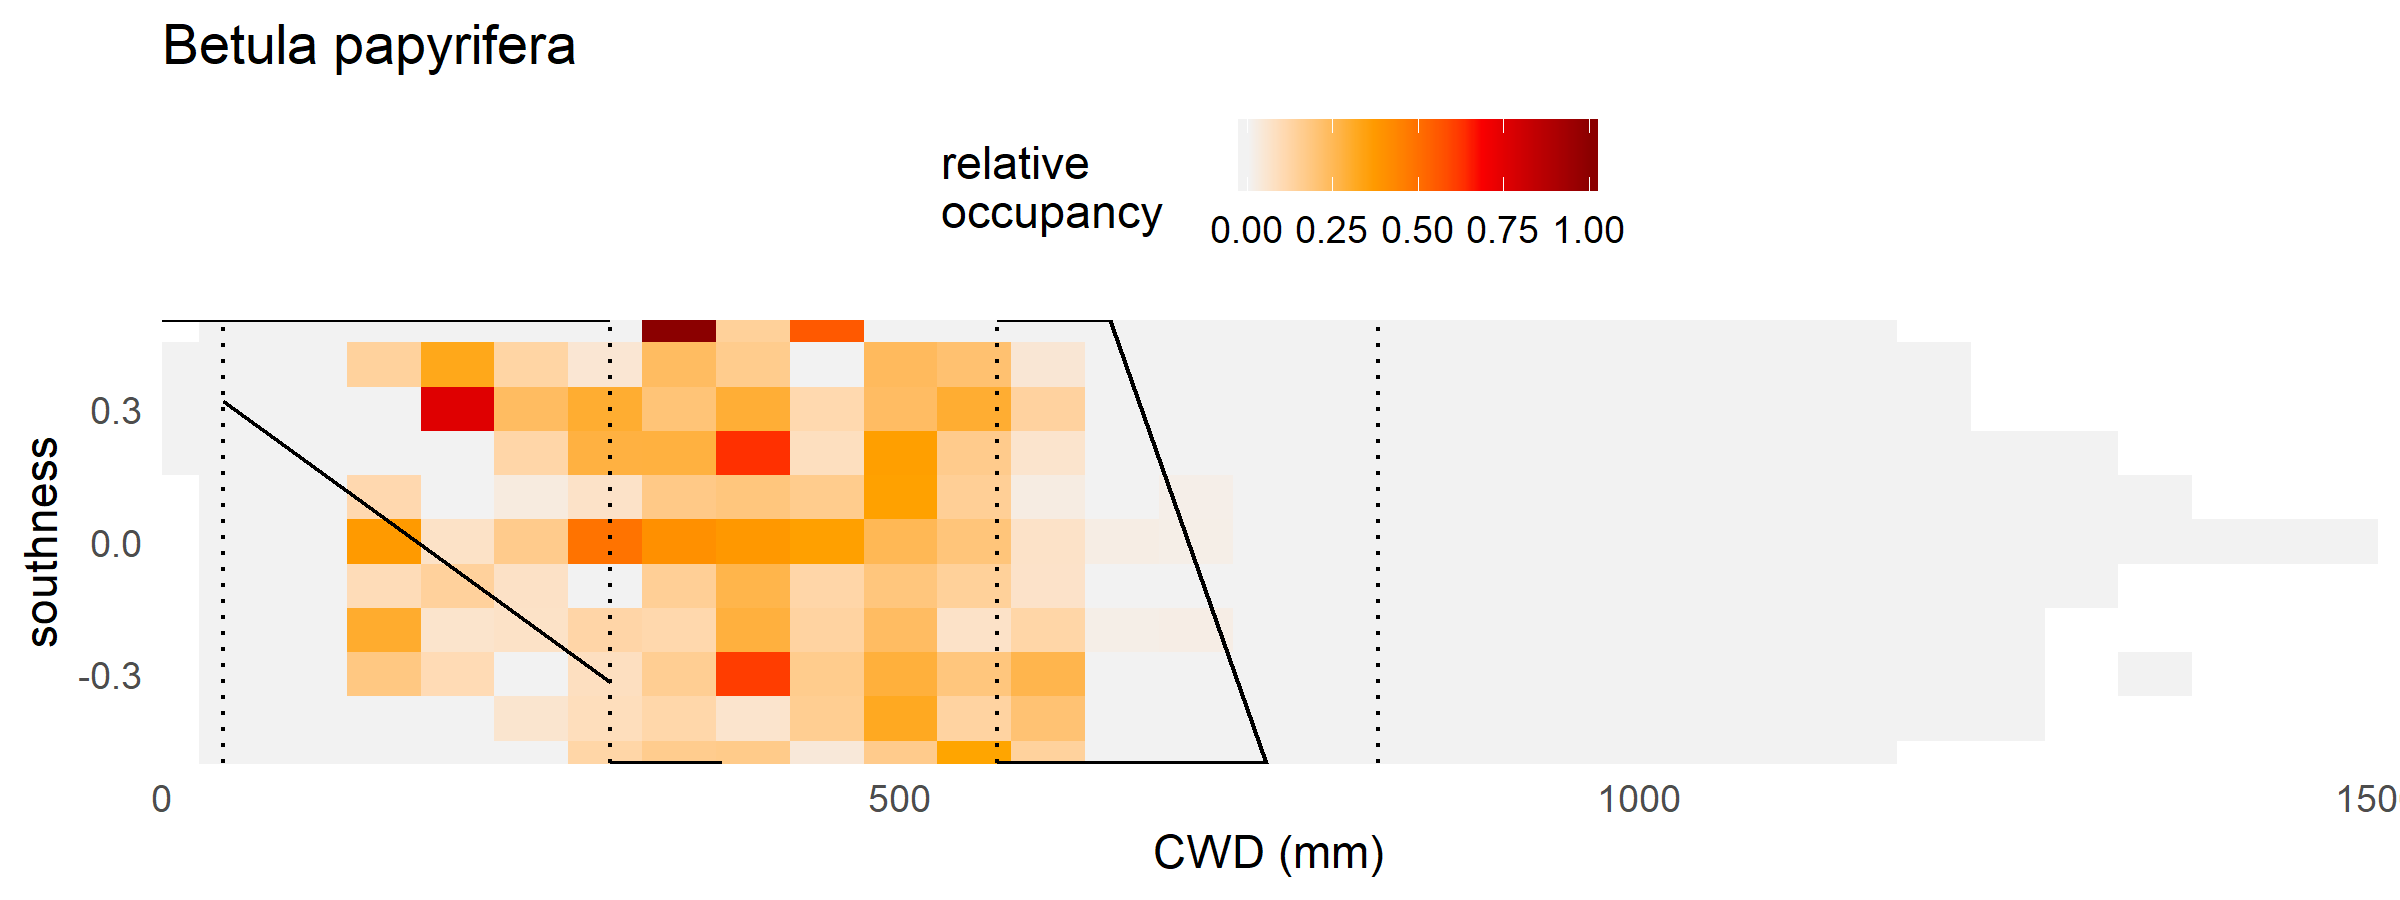 Betula papyrifera
relative
occupancy
0.00 0.25 0.50 0.75 1.00
southness
0.3
0.0
-0.3
0 500 1000 150
CWD (mm)